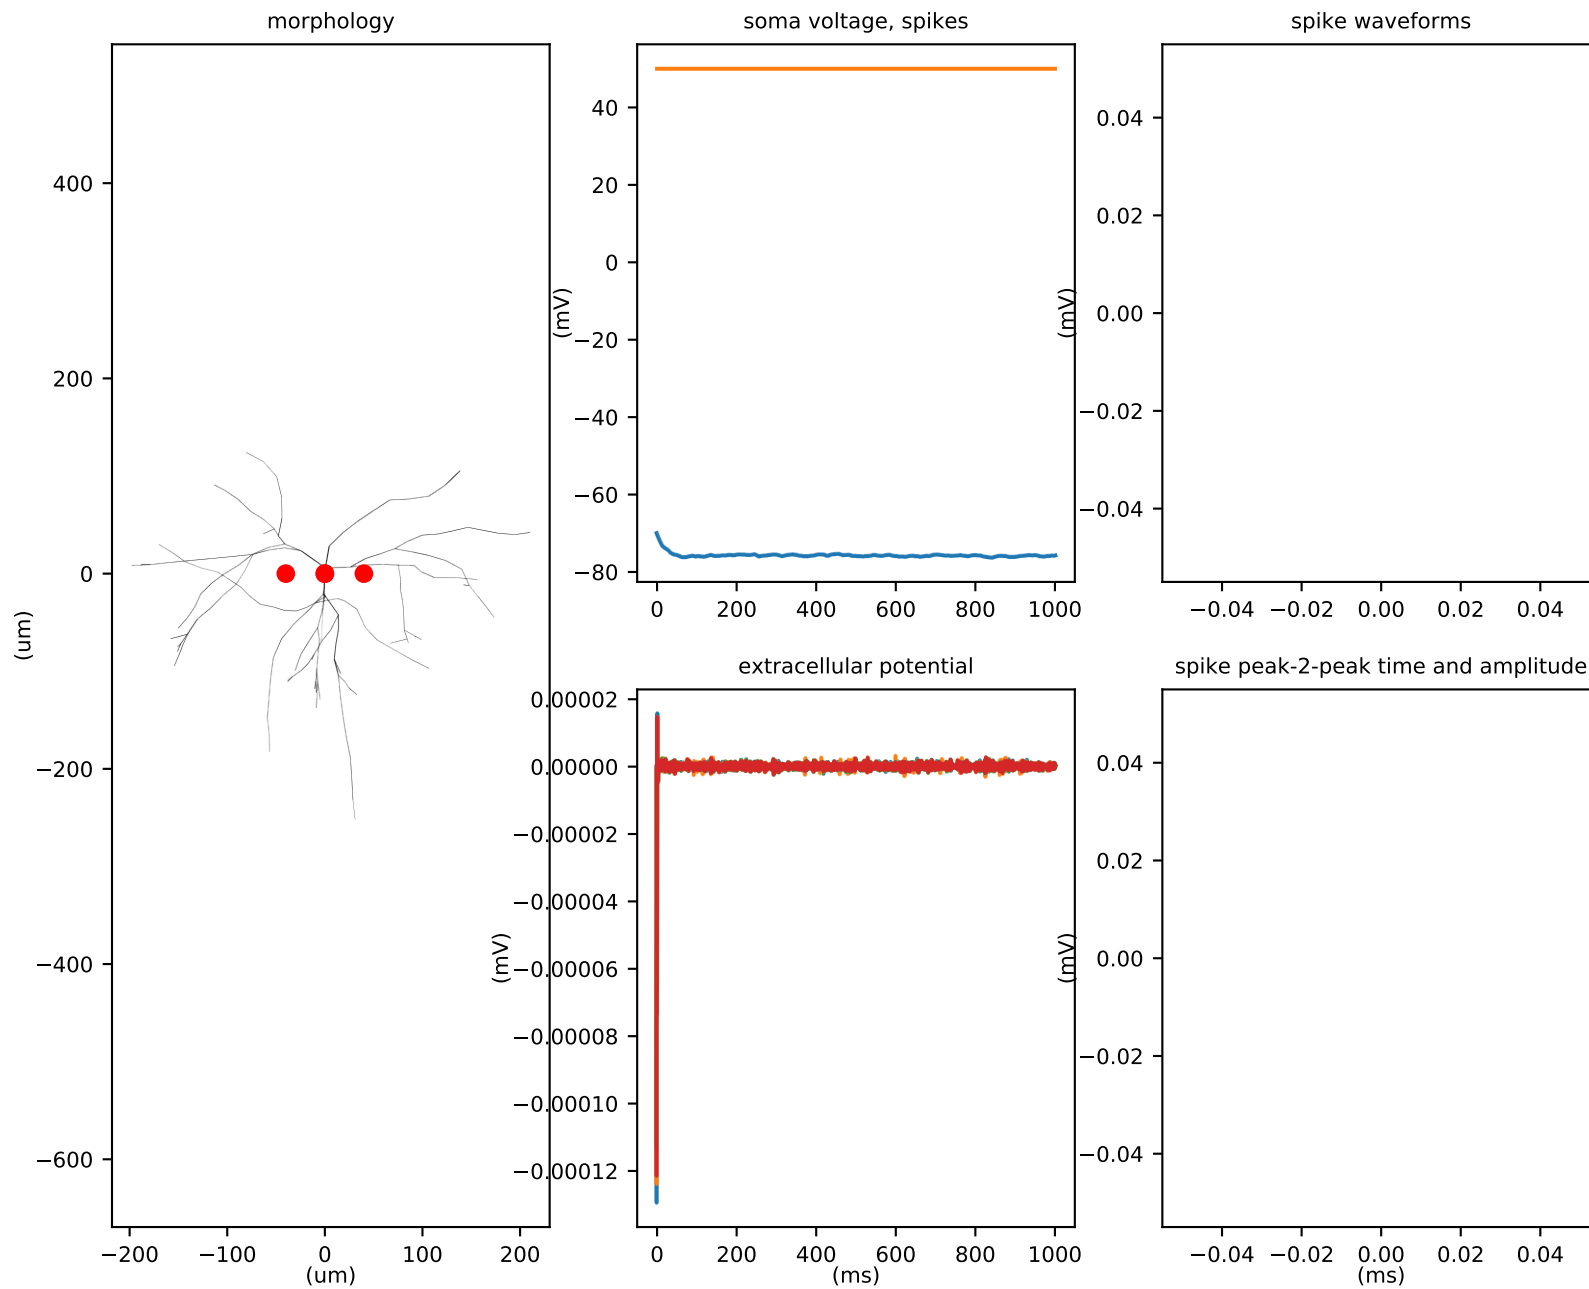 morphology
400
200
0
−200
−400
−600
(um)
−200 −100 0 100 200
(um)
soma voltage, spikes
40
20
0
−20
−40
−60
−80
(mV)
0 200 400 600 800 1000
spike waveforms
0.04
0.02
0.00
−0.02
−0.04
(mV)
−0.04 −0.02 0.00 0.02 0.04
extracellular potential
0.00002
0.00000
−0.00002
−0.00004
−0.00006
−0.00008
−0.00010
−0.00012
(mV)
0 200 400 600 800 1000
(ms)
spike peak-2-peak time and amplitude
0.04
0.02
0.00
−0.02
−0.04
(mV)
−0.04 −0.02 0.00 0.02 0.04
(ms)